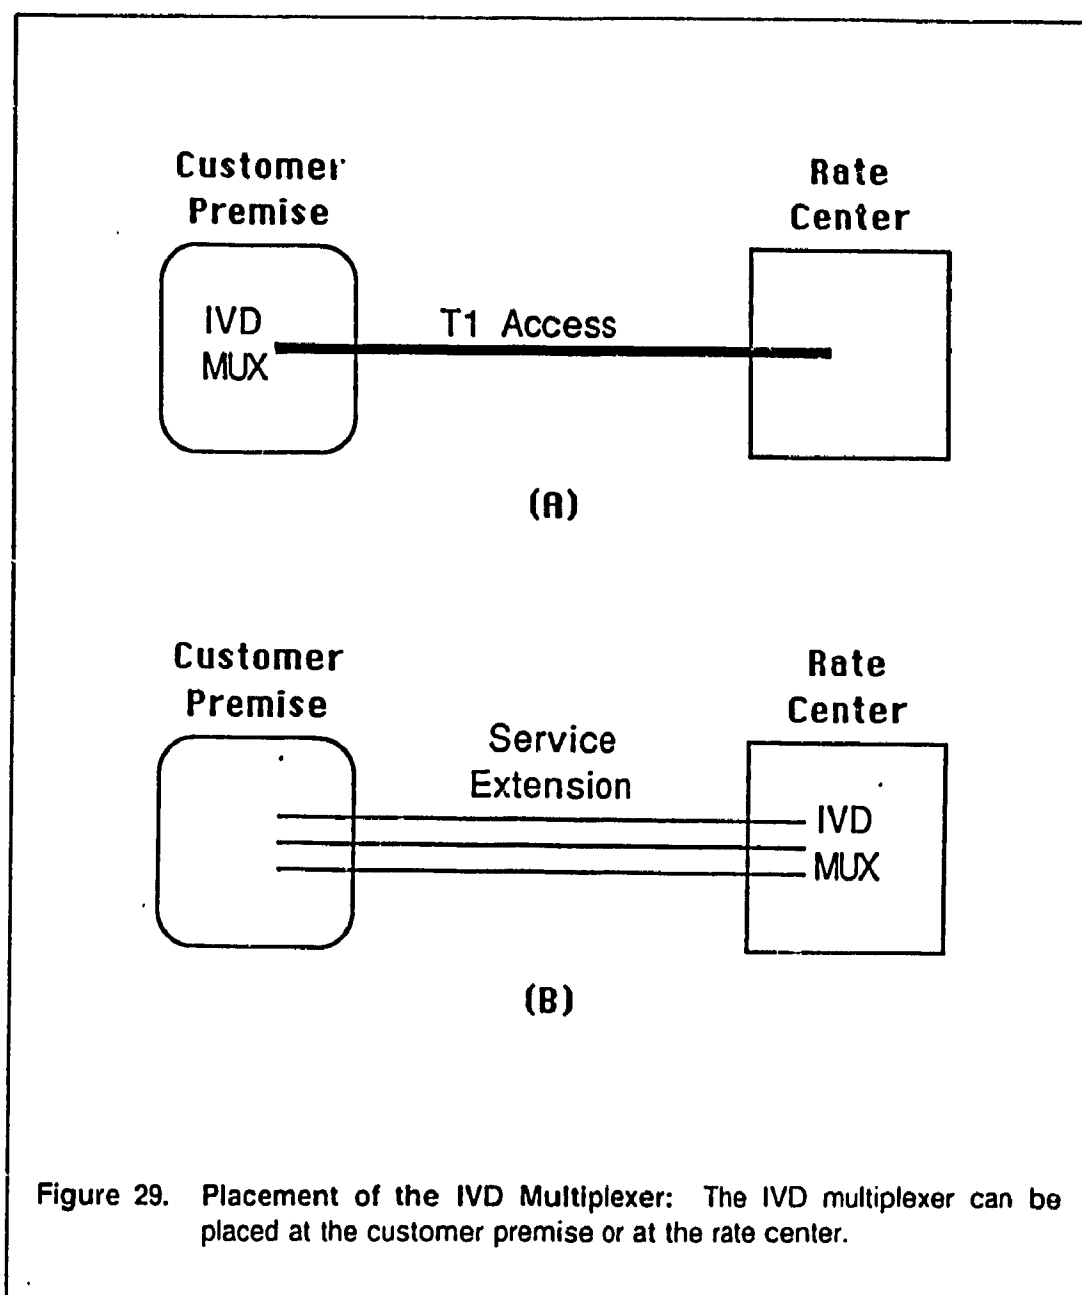 Customer
Premise
Rate
Center
IVD
MUX
T1 Access
(A)
Customer
Premise
Rate
Center
Service
Extension
IVD
MUX
(B)
Figure 29. Placement of the IVD Multiplexer: The IVD multiplexer can be
placed at the customer premise or at the rate center.